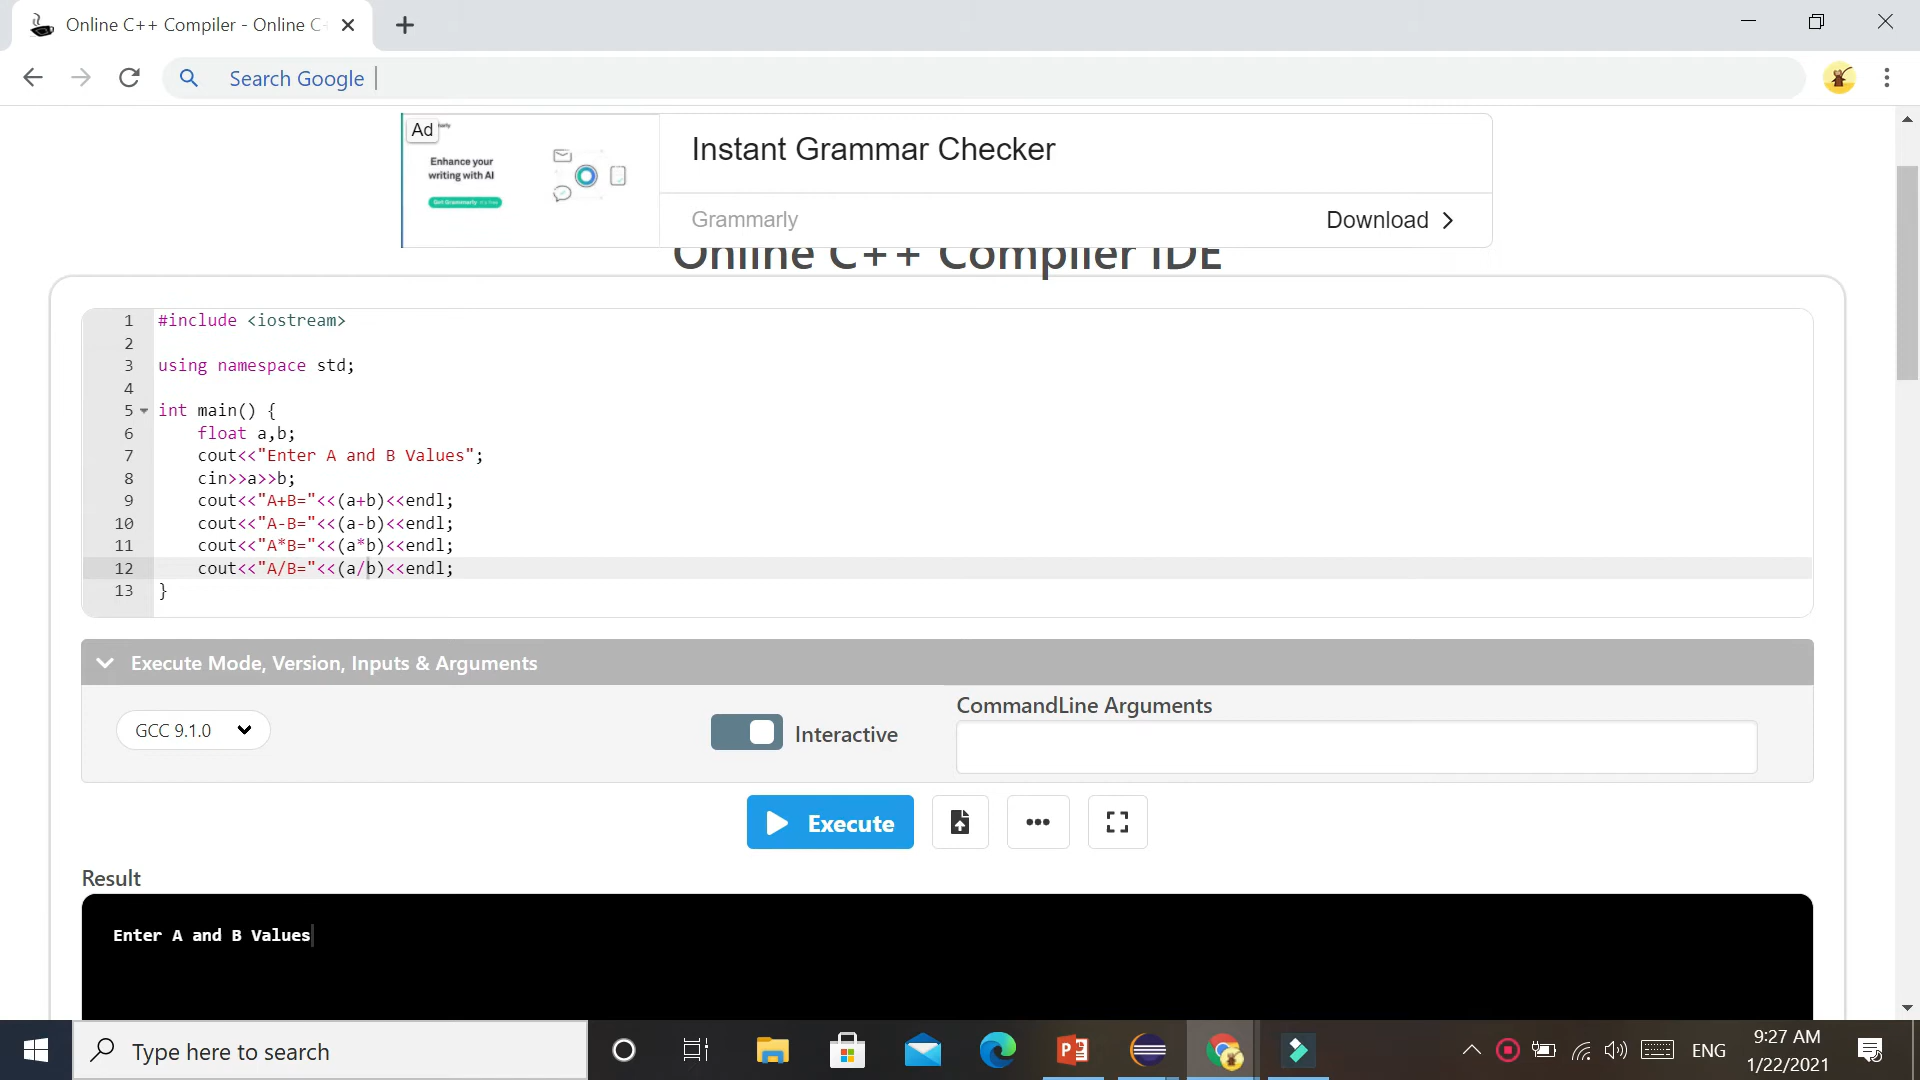 Online C++ Compiler - Online C
Search Google
Ad
Enhance your
writing with AI
Get Grammarly It's free
Instant Grammar Checker
Grammarly
Download
Online C++ Compiler IDE
1 #include <iostream>
2
3 using namespace std;
4
5 int main() {
6 float a,b;
7 cout<<"Enter A and B Values";
8 cin>>a>>b;
9 cout<<"A+B="<<(a+b)<<endl;
10 cout<<"A-B="<<(a-b)<<endl;
11 cout<<"A*B="<<(a*b)<<endl;
12 cout<<"A/B="<<(a/b)<<endl;
13 }
Execute Mode, Version, Inputs & Arguments
CommandLine Arguments
GCC 9.1.0
Interactive
Execute
Result
Enter A and B Values
Type here to search
ENG
9:27 AM
1/22/2021